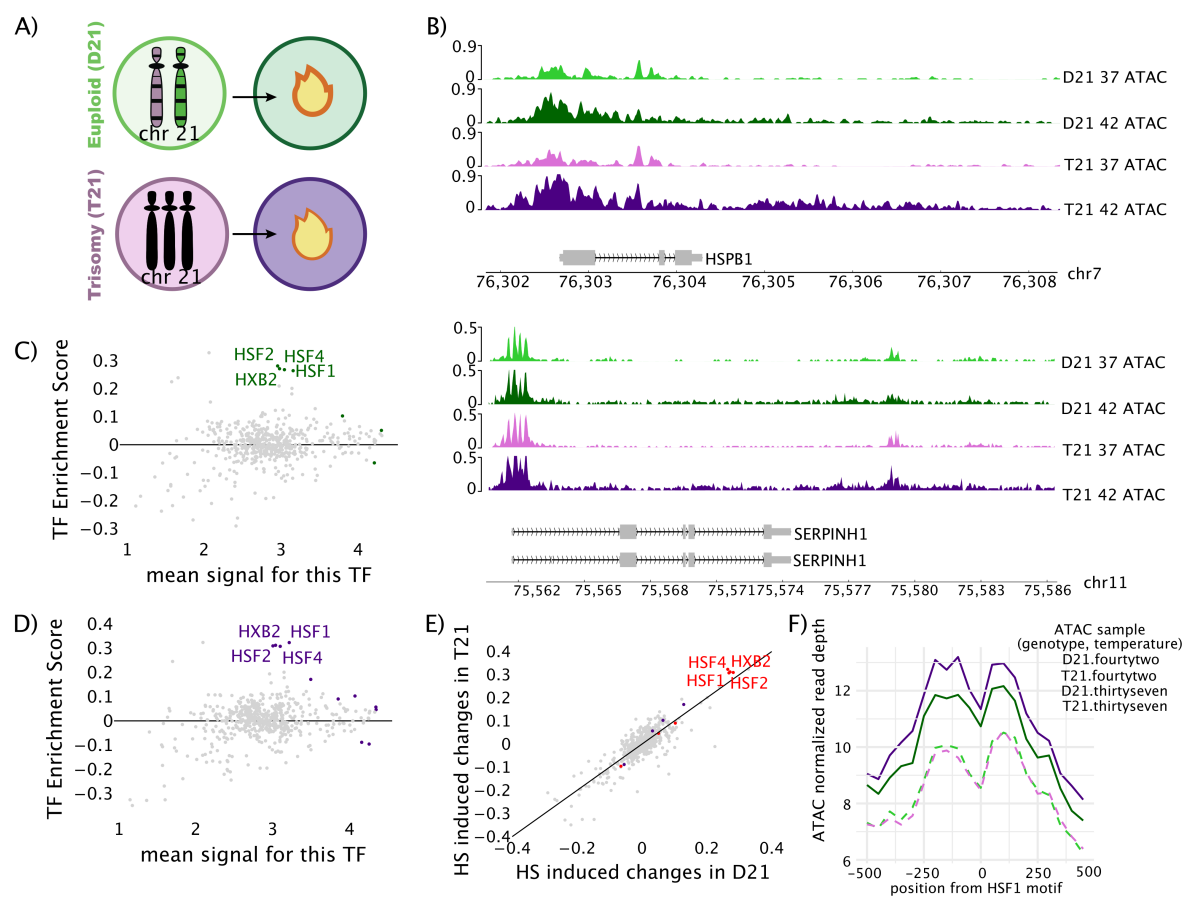 A)
Euploid (D21)
chr 21
Trisomy (T21)
chr 21
B)
0.9
0
D21 37 ATAC
0.9
0
D21 42 ATAC
0.9
0
T21 37 ATAC
0.9
0
T21 42 ATAC
HSPB1
76,302 76,303 76,304 76,305 76,306 76,307 76,308 chr7
0.5
0
D21 37 ATAC
0.5
0
D21 42 ATAC
0.5
0
T21 37 ATAC
0.5
0
T21 42 ATAC
SERPINH1
SERPINH1
75,562 75,565 75,568 75,571 75,574 75,577 75,580 75,583 75,586 chr11
C)
TF Enrichment Score
0.3
0.2
0.1
0
−0.1
−0.2
−0.3
HSF2 HSF4
HXB2 HSF1
1 2 3 4
mean signal for this TF
D)
TF Enrichment Score
0.4
0.3
0.2
0.1
0
−0.1
−0.2
−0.3
HXB2 HSF1
HSF2 HSF4
1 2 3 4
mean signal for this TF
E)
HS induced changes in T21
0.4
0.3
0.2
0.1
0
−0.1
−0.2
−0.3
−0.4
HSF4 HXB2
HSF1 HSF2
−0.4 −0.2 0 0.2 0.4
HS induced changes in D21
F)
ATAC normalized read depth
12
10
8
6
ATAC sample
(genotype, temperature)
D21.fourtytwo
T21.fourtytwo
D21.thirtyseven
T21.thirtyseven
−500 −250 0 250 500
position from HSF1 motif